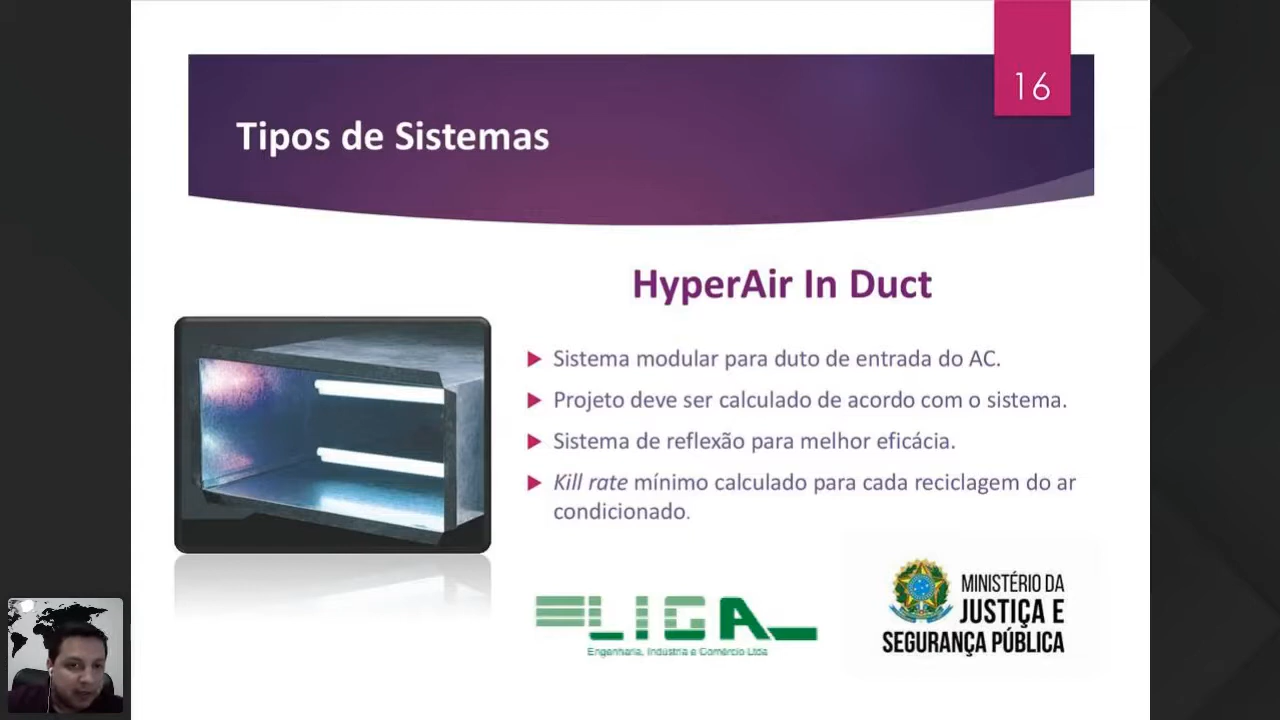 16
Tipos de Sistemas
HyperAir In Duct
Sistema modular para duto de entrada do AC.
Projeto deve ser calculado de acordo com o sistema.
Sistema de reflexão para melhor eficácia.
Kill rate mínimo calculado para cada reciclagem do ar
condicionado.
ELIGA
Engenharia, Indústria e Comércio Ltda
MINISTÉRIO DA
JUSTIÇA E
SEGURANÇA PÚBLICA